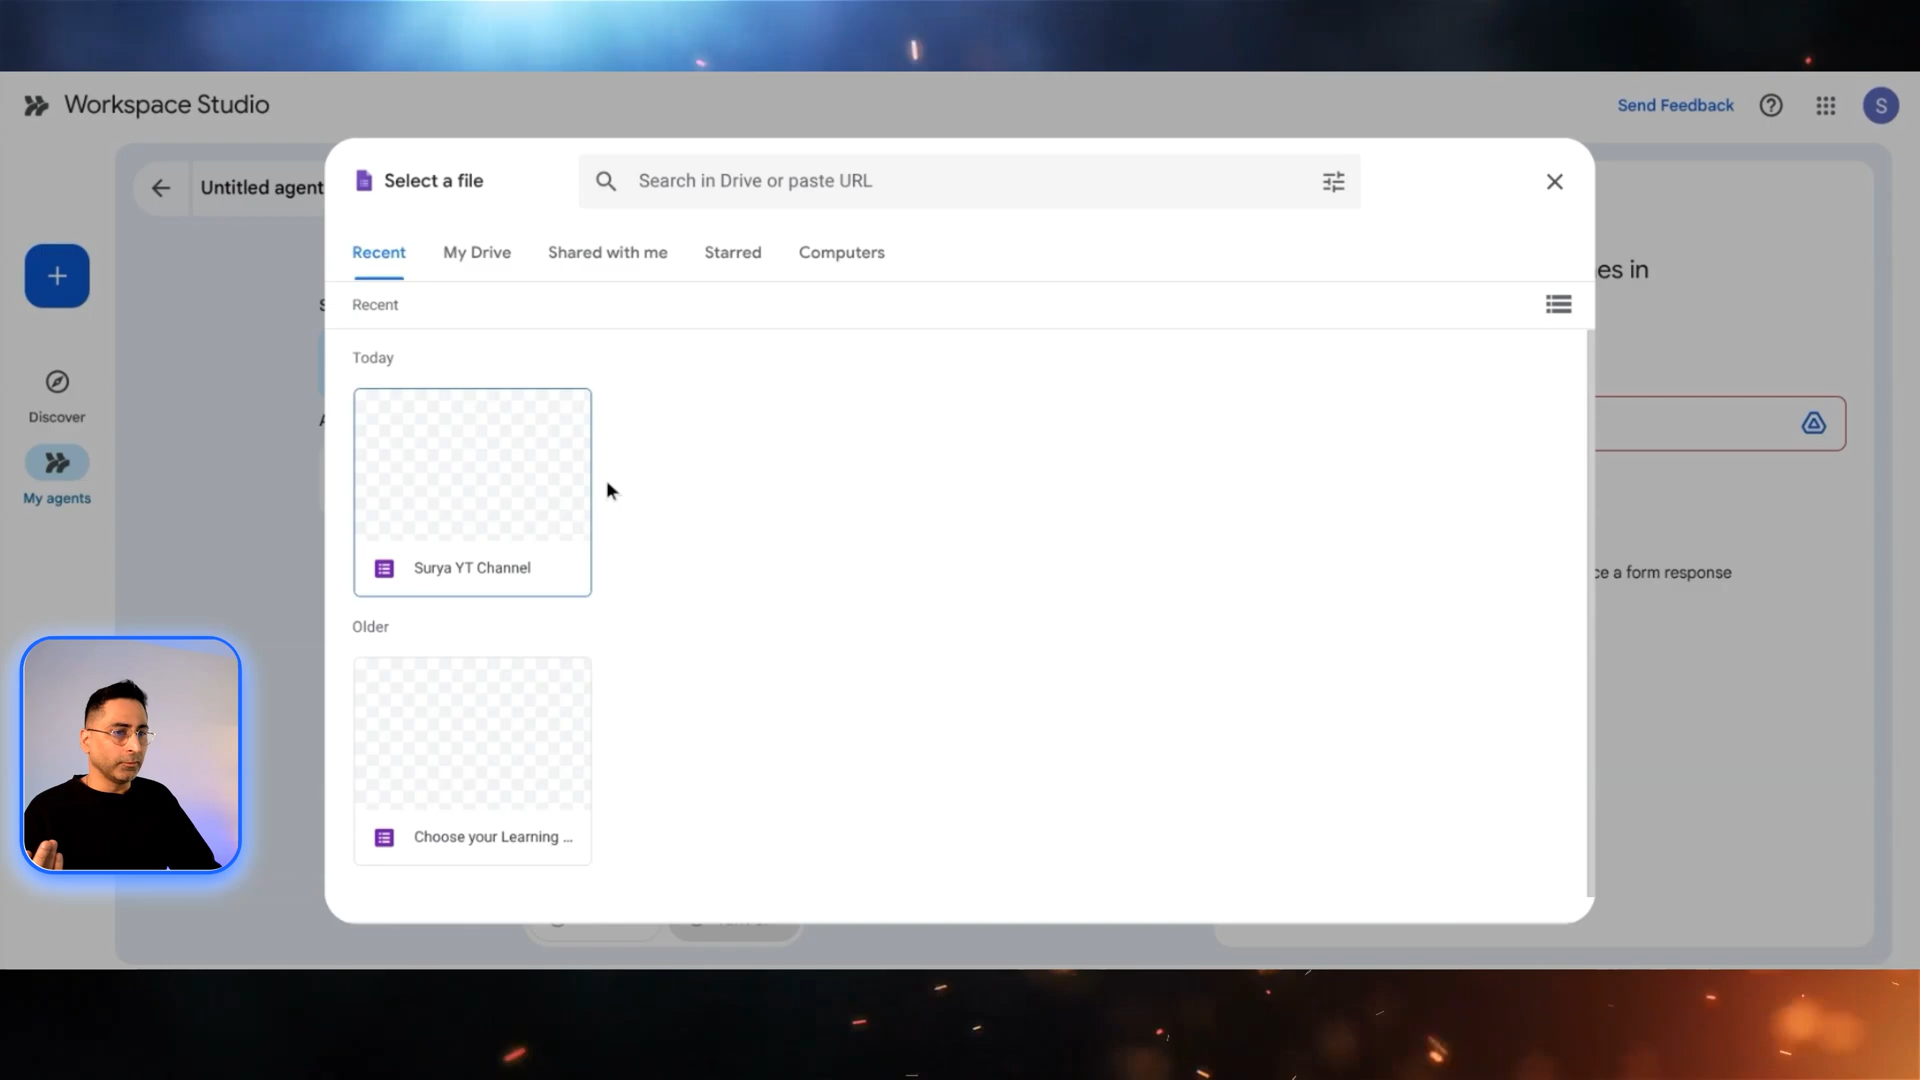 Workspace Studio
Send Feedback
S
Untitled agent
Select a file
Search in Drive or paste URL
es in
Recent
My Drive
Shared with me
Starred
Computers
Recent
Today
Discover
My agents
Surya YT Channel
ce a form response
Older
Choose your Learning ...